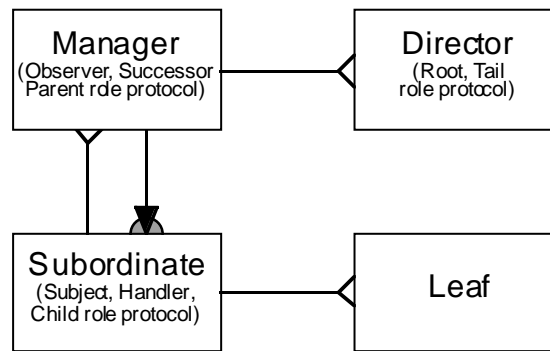 Manager
(Observer, Successor
Parent role protocol)
Director
(Root, Tail
role protocol)
Subordinate
(Subject, Handler,
Child role protocol)
Leaf